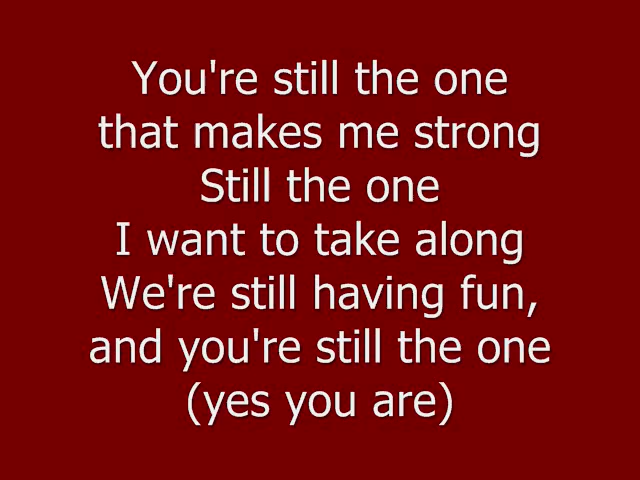 You're still the one
that makes me strong
Still the one
I want to take along
We're still having fun,
and you're still the one
(yes you are)